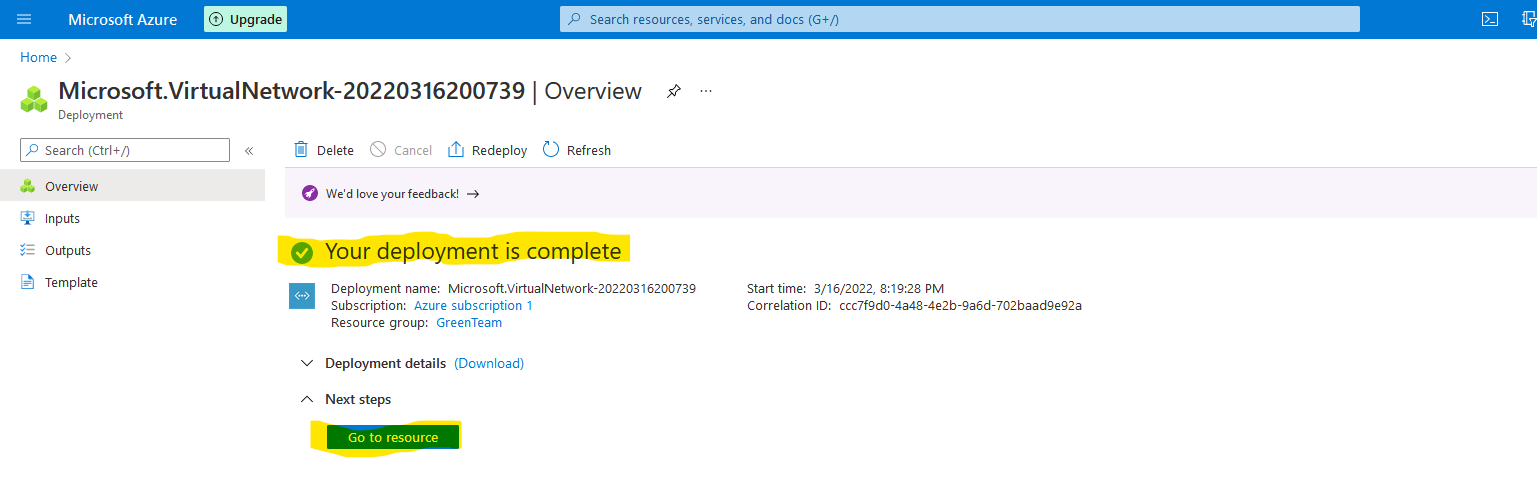 Microsoft Azure
Upgrade
Search resources, services, and docs (G+/)
Home
Microsoft.VirtualNetwork-20220316200739 | Overview
...
Deployment
Search (Ctrl+/)
«
Delete
Cancel
Redeploy
Refresh
Overview
Inputs
Outputs
Template
We'd love your feedback! →
Your deployment is complete
Deployment name: Microsoft.VirtualNetwork-20220316200739
Subscription: Azure subscription 1
Resource group: GreenTeam
Start time: 3/16/2022, 8:19:28 PM
Correlation ID: ccc7f9d0-4a48-4e2b-9a6d-702baad9e92a
Deployment details (Download)
Next steps
Go to resource